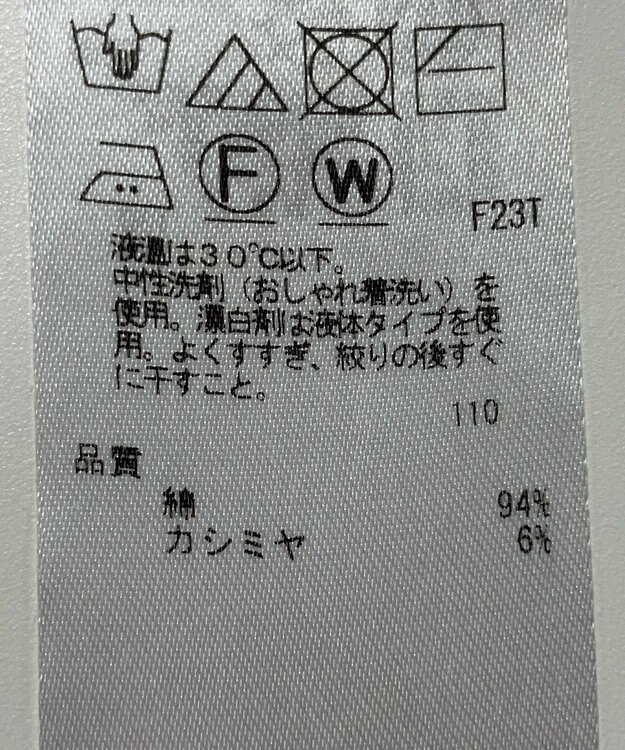 F
W
F23T
液温は30℃以下。
中性洗剤（おしゃれ着洗い）を
使用。漂白剤は液体タイプを使
用。よくすすぎ、絞りの後すぐ
に干すこと。
110
品質
綿 94%
カシミヤ 6%